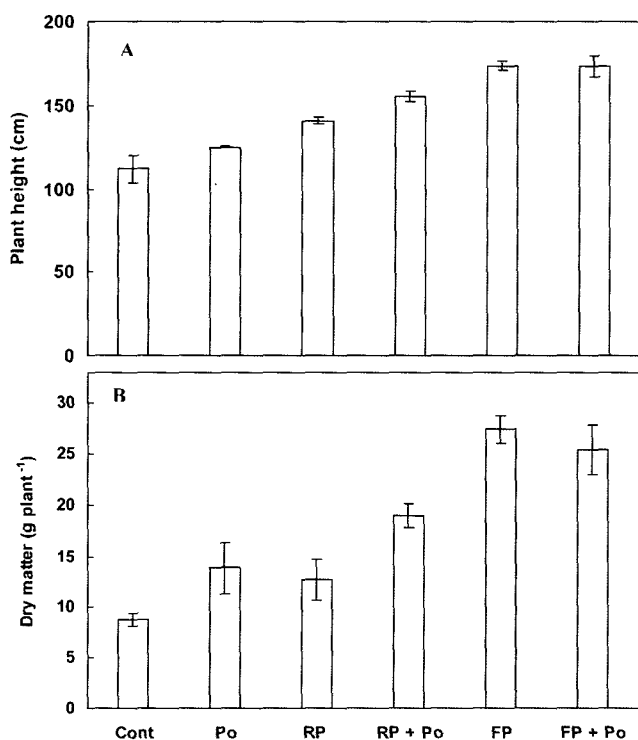 200
A
150
100
50
0
Plant height (cm)
B
30
25
20
15
10
5
0
Dry matter (g plant⁻¹)
Cont Po RP RP + Po FP FP + Po